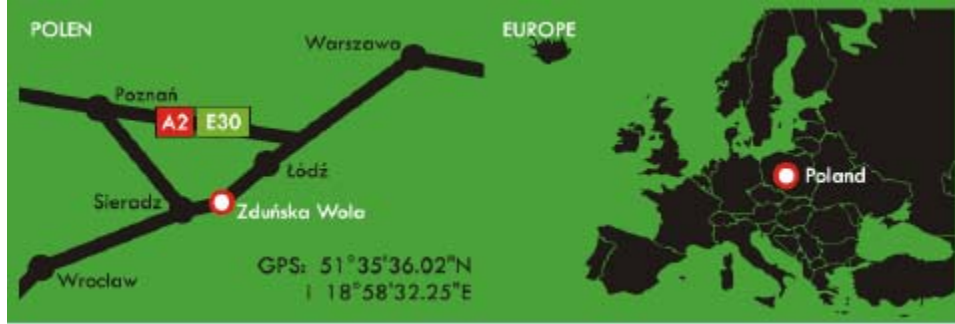 POLEN
Warszawa
Poznań
A2 E30
Łódź
Sieradz
Zduńska Wola
Wrocław
GPS: 51°35'36.02"N
i 18°58'32.25"E
EUROPE
Poland